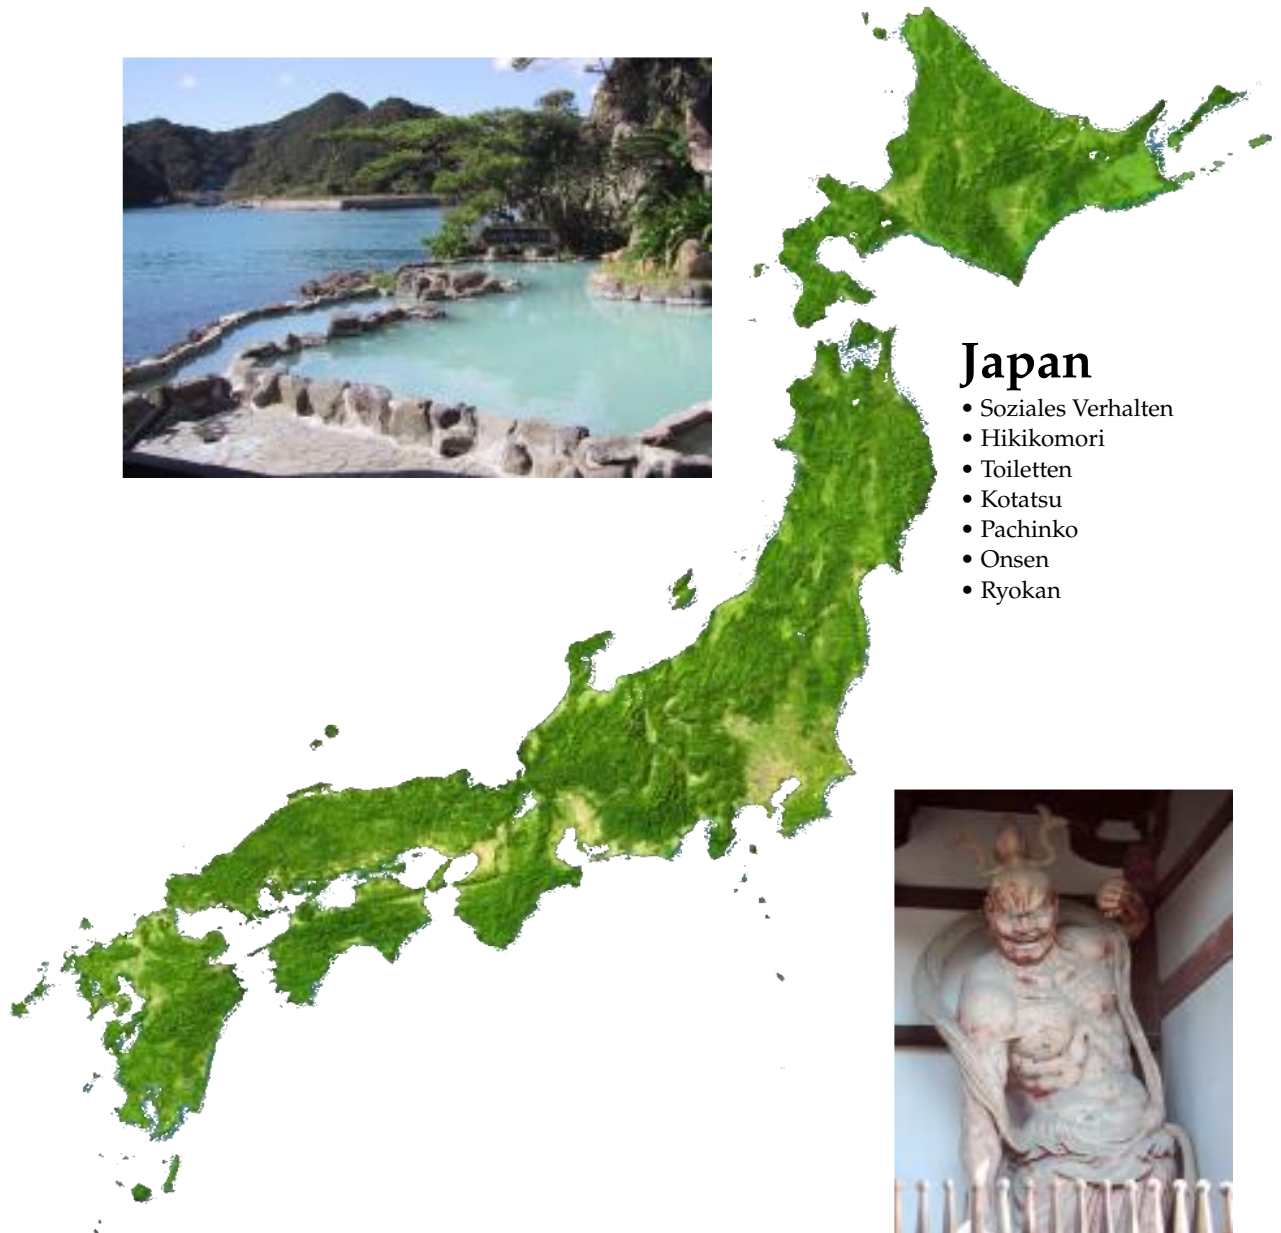 Japan
• Soziales Verhalten
• Hikikomori
• Toiletten
• Kotatsu
• Pachinko
• Onsen
• Ryokan